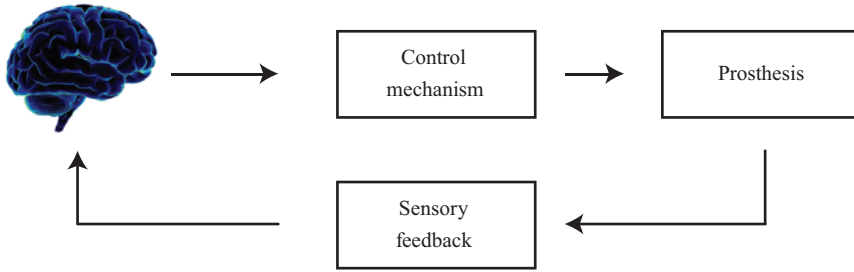 Control
mechanism
Prosthesis
Sensory
feedback